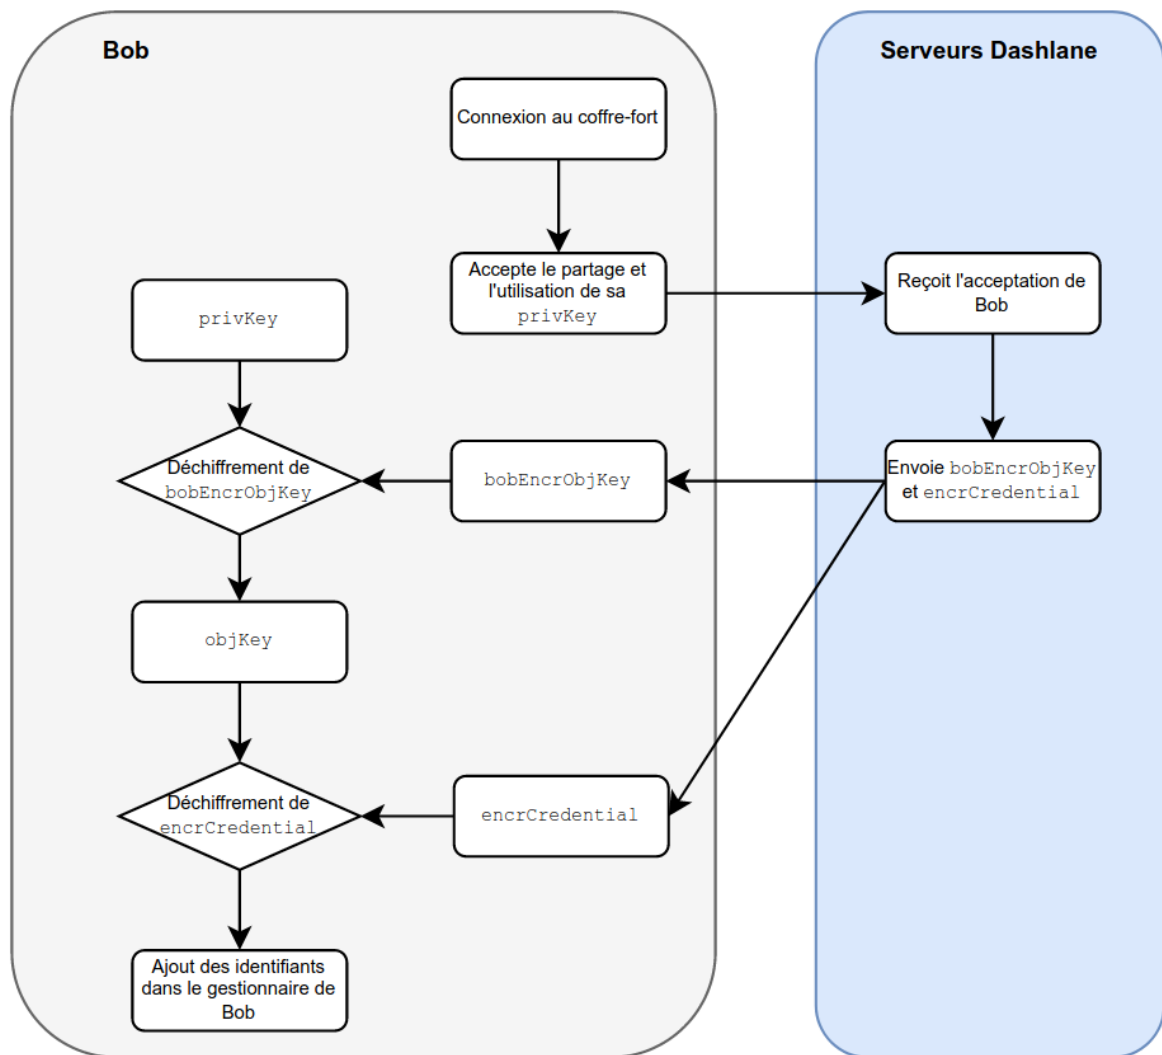 Bob
Serveurs Dashlane
Connexion au coffre-fort
Accepte le partage et
l'utilisation de sa
privKey
Reçoit l'acceptation de
Bob
privKey
Déchiffrement de
bobEncrObjKey
bobEncrObjKey
Envoie bobEncrObjKey
et encrCredential
objKey
Déchiffrement de
encrCredential
encrCredential
Ajout des identifiants
dans le gestionnaire de
Bob